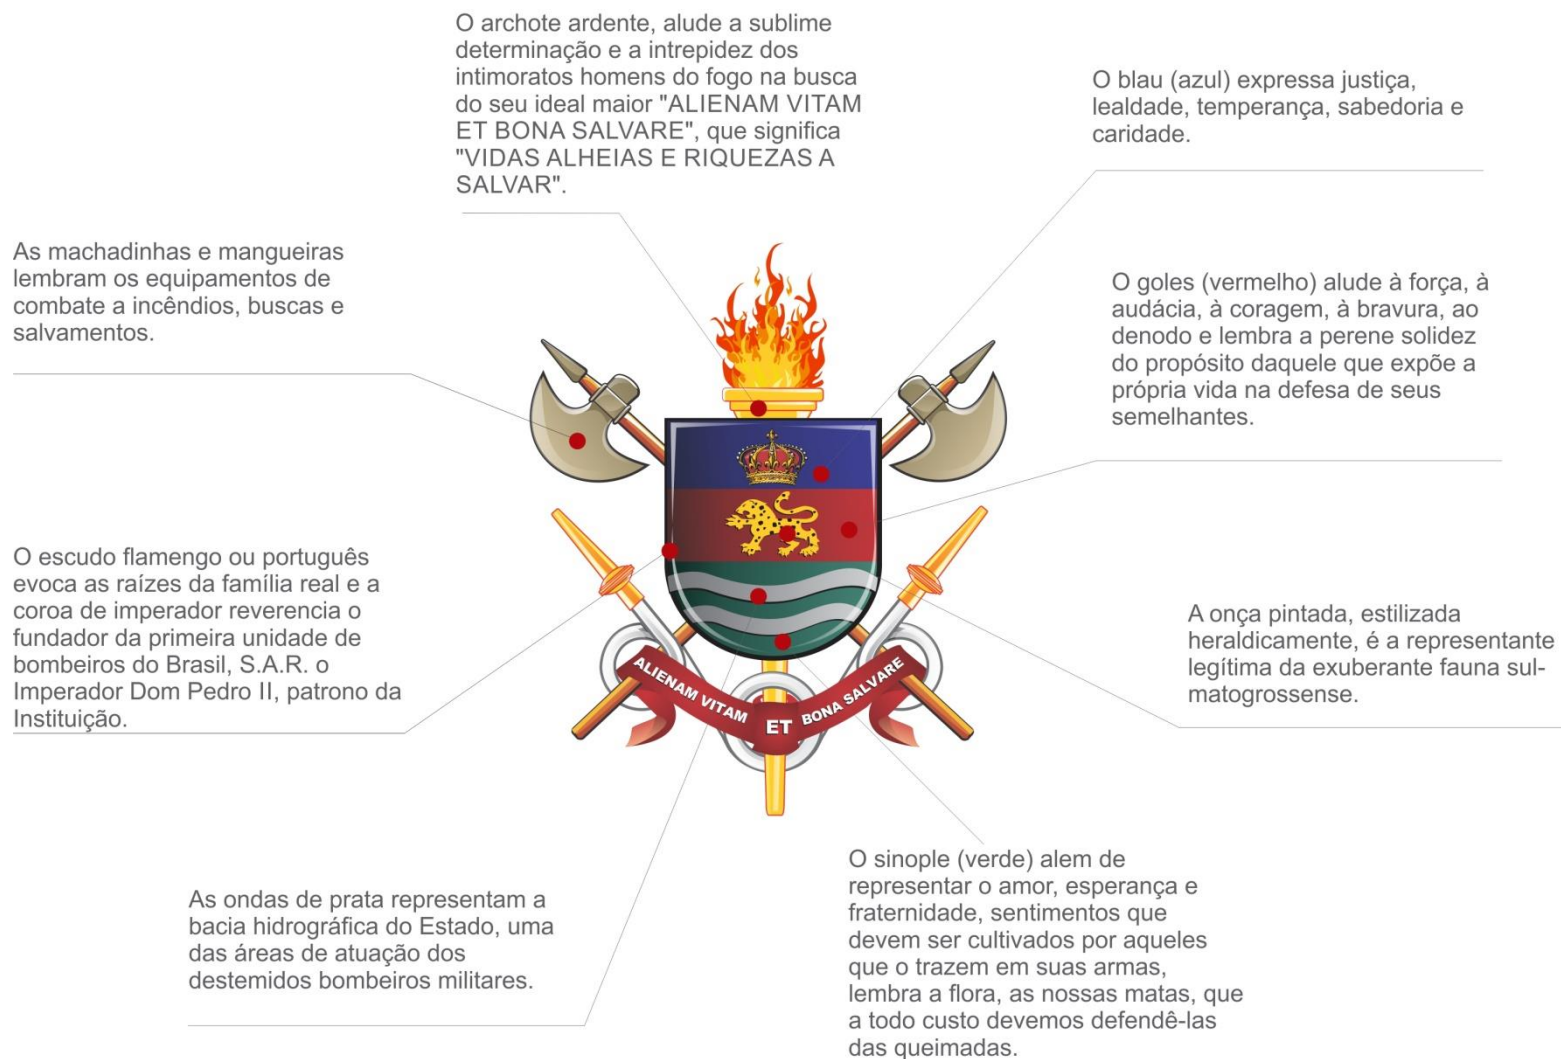 O archote ardente, alude a sublime
determinação e a intrepidez dos
intimoratos homens do fogo na busca
do seu ideal maior "ALIENAM VITAM
ET BONA SALVARE", que significa
"VIDAS ALHEIAS E RIQUEZAS A
SALVAR".
O blau (azul) expressa justiça,
lealdade, temperança, sabedoria e
caridade.
As machadinhas e mangueiras
lembram os equipamentos de
combate a incêndios, buscas e
salvamentos.
O goles (vermelho) alude à força, à
audácia, à coragem, à bravura, ao
denodo e lembra a perene solidez
do propósito daquele que expõe a
própria vida na defesa de seus
semelhantes.
O escudo flamengo ou português
evoca as raízes da família real e a
coroa de imperador reverencia o
fundador da primeira unidade de
bombeiros do Brasil, S.A.R. o
Imperador Dom Pedro II, patrono da
Instituição.
A onça pintada, estilizada
heraldicamente, é a representante
legítima da exuberante fauna sul-
matogrossense.
ALIENAM VITAM ET BONA SALVARE
As ondas de prata representam a
bacia hidrográfica do Estado, uma
das áreas de atuação dos
destemidos bombeiros militares.
O sinople (verde) alem de
representar o amor, esperança e
fraternidade, sentimentos que
devem ser cultivados por aqueles
que o trazem em suas armas,
lembra a flora, as nossas matas, que
a todo custo devemos defendê-las
das queimadas.